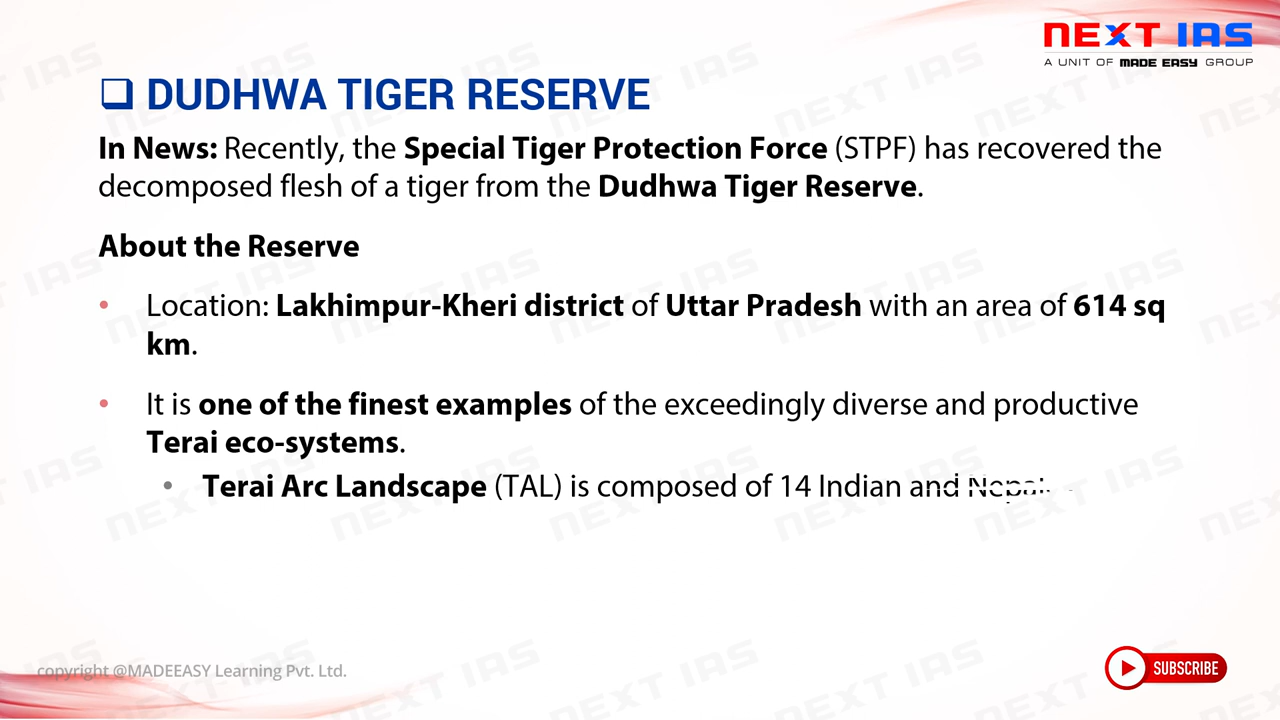 NEXT IAS
A UNIT OF MADE EASY GROUP
DUDHWA TIGER RESERVE
In News: Recently, the Special Tiger Protection Force (STPF) has recovered the
decomposed flesh of a tiger from the Dudhwa Tiger Reserve.
About the Reserve
• Location: Lakhimpur-Kheri district of Uttar Pradesh with an area of 614 sq
km.
• It is one of the finest examples of the exceedingly diverse and productive
Terai eco-systems.
• Terai Arc Landscape (TAL) is composed of 14 Indian and
copyright @MADEEASY Learning Pvt. Ltd.
SUBSCRIBE